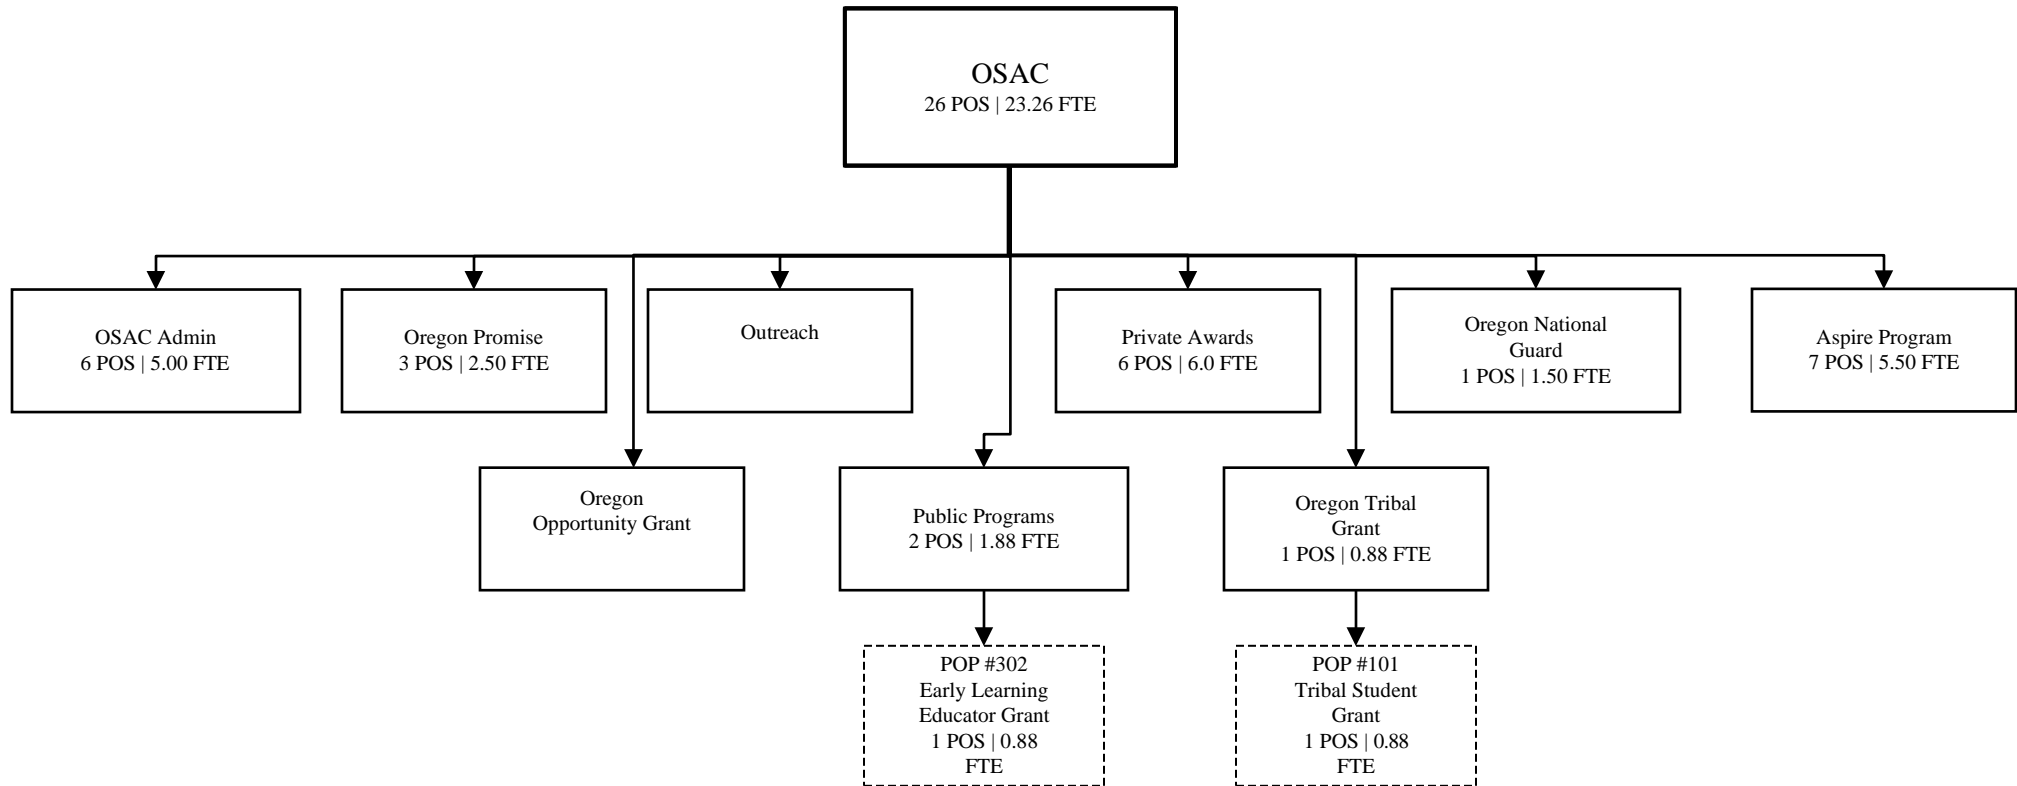 OSAC
26 POS | 23.26 FTE
OSAC Admin
6 POS | 5.00 FTE
Oregon Promise
3 POS | 2.50 FTE
Outreach
Private Awards
6 POS | 6.0 FTE
Oregon National
Guard
1 POS | 1.50 FTE
Aspire Program
7 POS | 5.50 FTE
Oregon
Opportunity Grant
Public Programs
2 POS | 1.88 FTE
Oregon Tribal
Grant
1 POS | 0.88 FTE
POP #302
Early Learning
Educator Grant
1 POS | 0.88
FTE
POP #101
Tribal Student
Grant
1 POS | 0.88
FTE